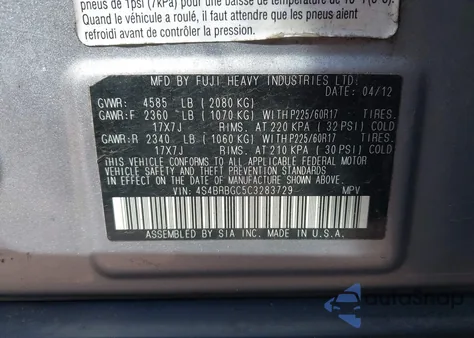 pneus de 1psi (7kPa) pour une baisse de température de
Quand le véhicule a roulé, il faut attendre que les pneus aient
refroidi avant de contrôler la pression.
MFD BY FUJI HEAVY INDUSTRIES LTD.
DATE: 04/12
GVWR: 4585 LB (2080 KG)
GAWR:F 2360 LB (1070 KG) WITH P225/60R17 TIRES.
17X7J RIMS. AT 220 KPA (32 PSI) COLD
GAWR:R 2340 LB (1060 KG) WITH P225/60R17 TIRES.
17X7J RIMS. AT 210 KPA (30 PSI) COLD
THIS VEHICLE CONFORMS TO ALL APPLICABLE FEDERAL MOTOR
VEHICLE SAFETY, BUMPER AND THEFT PREVENTION STANDARDS
IN EFFECT ON THE DATE OF MANUFACTURE SHOWN ABOVE.
VIN: 4S4BRBGC5C3283729 MPV
ASSEMBLED BY SIA INC. MADE IN U.S.A.
AutoSnap